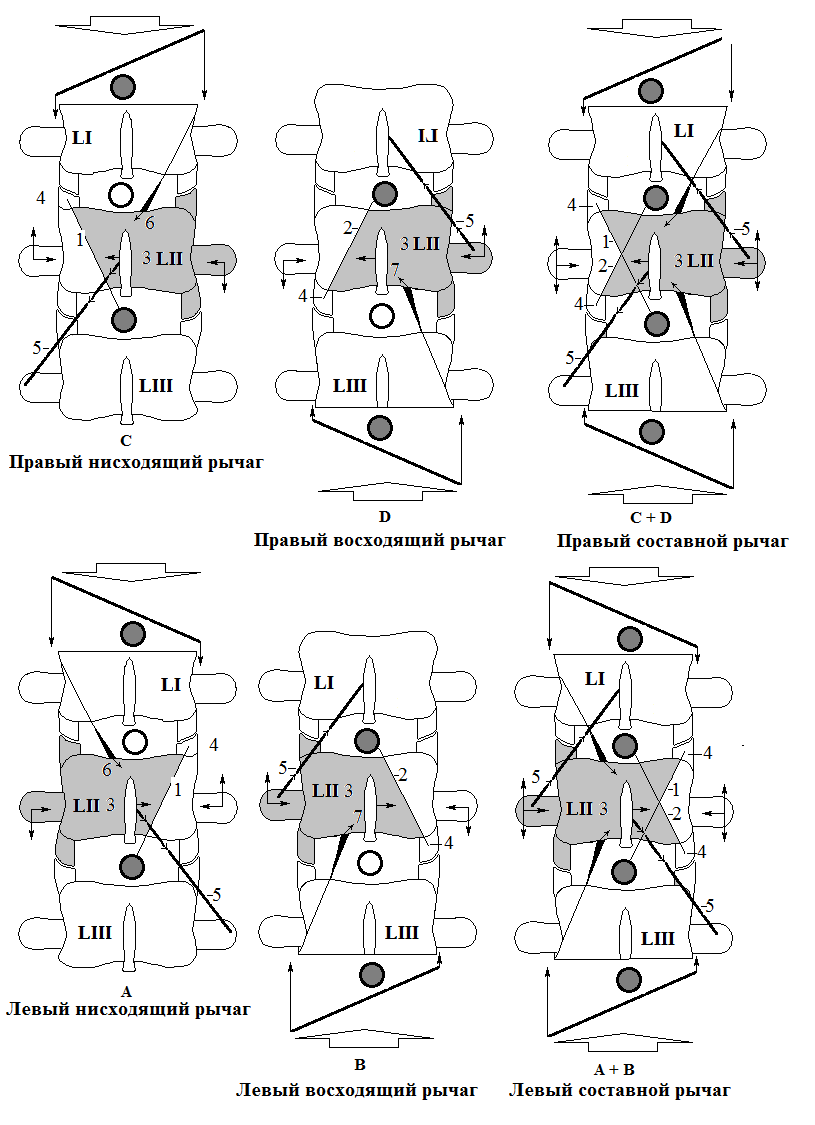 LI
4
6
1
3 LII
5
LIII
C
Правый нисходящий рычаг
LI
2
5
3 LII
7
4
LIII
D
Правый восходящий рычаг
LI
4
5
1
2
3 LII
4
5
LIII
C + D
Правый составной рычаг
LI
4
6
1
LII 3
5
LIII
A
Левый нисходящий рычаг
LI
5
2
LII 3
7
4
LIII
B
Левый восходящий рычаг
LI
4
5
1
LII 3
2
4
5
LIII
A + B
Левый составной рычаг